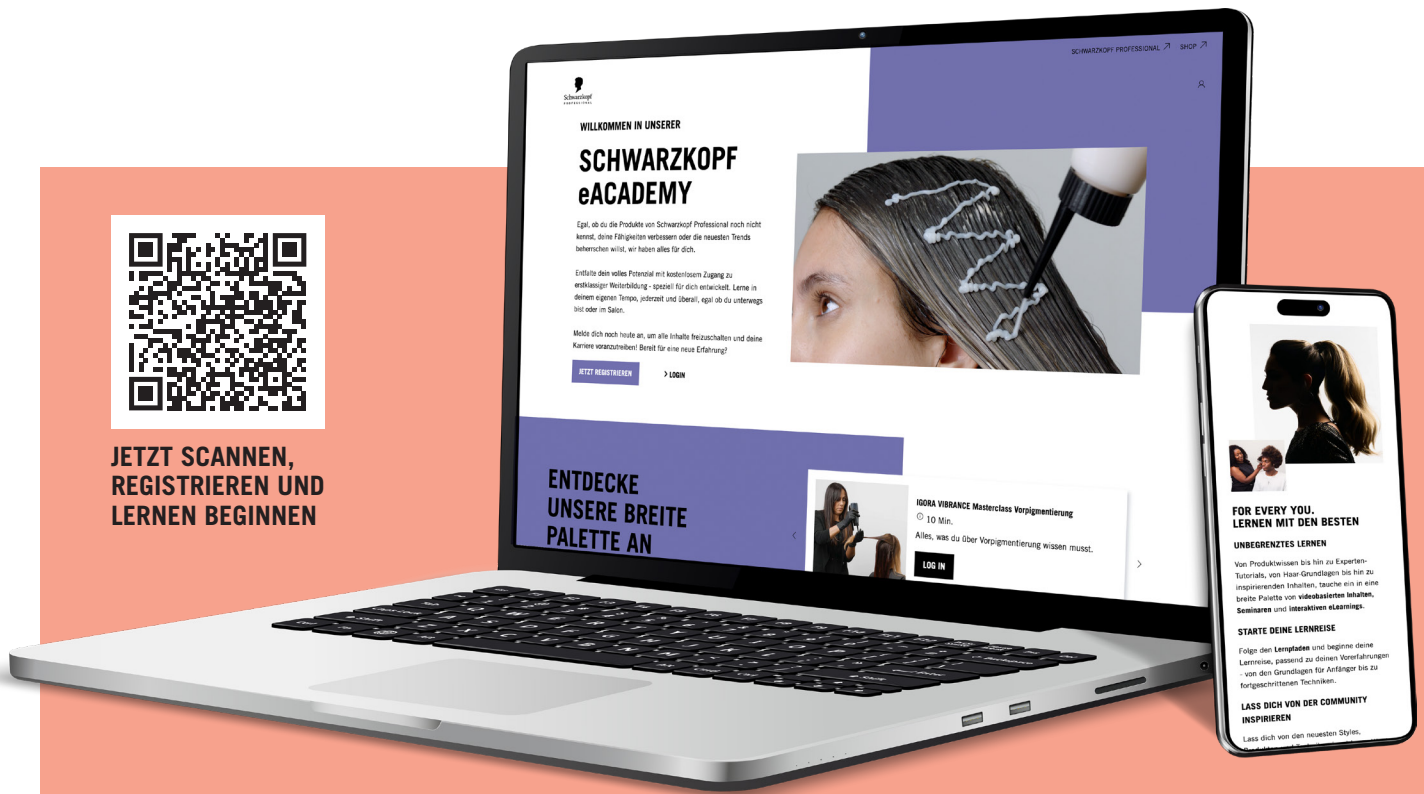 JETZT SCANNEN,
REGISTRIEREN UND
LERNEN BEGINNEN
SCHWARZKOPF PROFESSIONAL
SHOP
Schwarzkopf
PROFESSIONAL
WILLKOMMEN IN UNSERER
SCHWARZKOPF
eACADEMY
Egal, ob du die Produkte von Schwarzkopf Professional noch nicht
kennst, deine Fähigkeiten verbessern oder die neuesten Trends
beherrschen willst, wir haben alles für dich.
Entfalte dein volles Potenzial mit kostenlosem Zugang zu
erstklassiger Weiterbildung - speziell für dich entwickelt. Lerne in
deinem eigenen Tempo, jederzeit und überall, egal ob du unterwegs
bist oder im Salon.
Melde dich noch heute an, um alle Inhalte freizuschalten und deine
Karriere voranzutreiben! Bereit für eine neue Erfahrung?
JETZT REGISTRIEREN
> LOGIN
ENTDECKE
UNSERE BREITE
PALETTE AN
IGORA VIBRANCE Masterclass Vorpigmentierung
10 Min.
Alles, was du über Vorpigmentierung wissen musst.
LOG IN
FOR EVERY YOU.
LERNEN MIT DEN BESTEN
UNBEGRENZTES LERNEN
Von Produktwissen bis hin zu Experten-
Tutorials, von Haar-Grundlagen bis hin zu
inspirierenden Inhalten, tauche ein in eine
breite Palette von videobasierten Inhalten,
Seminaren und interaktiven eLearnings.
STARTE DEINE LERNREISE
Folge den Lernpfaden und beginne deine
Lernreise, passend zu deinen Vorerfahrungen
- von den Grundlagen für Anfänger bis zu
fortgeschrittenen Techniken.
LASS DICH VON DER COMMUNITY
INSPIRIEREN
Lass dich von den neuesten Styles,